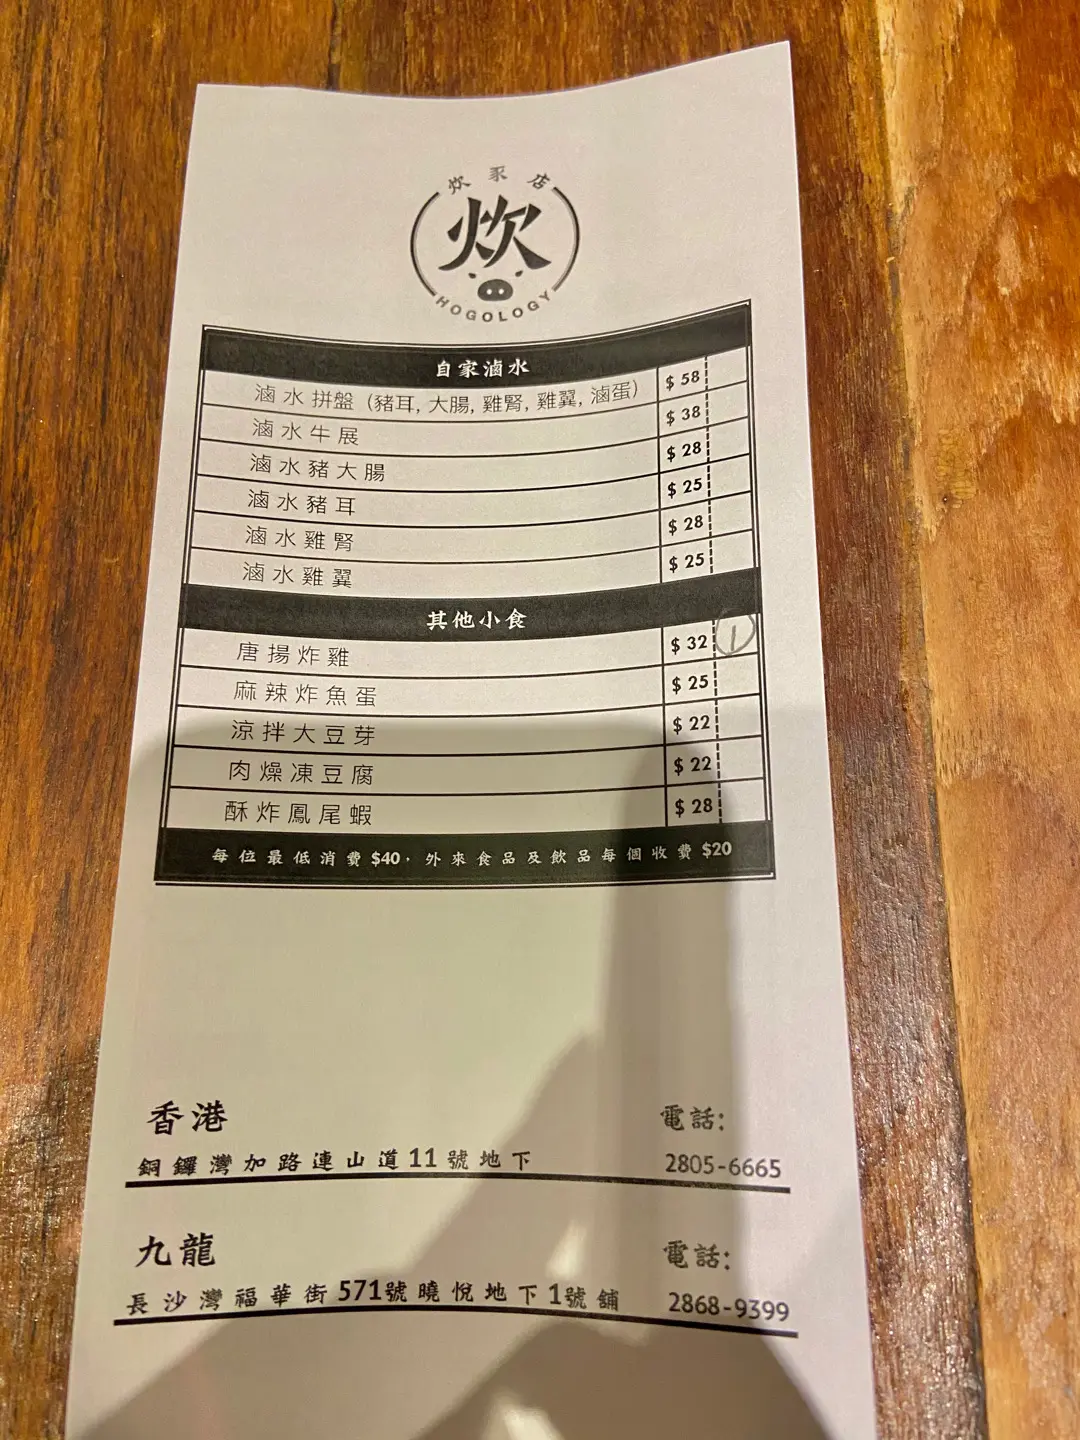 炊豕店
炊
HOGOLOGY
自家滷水
滷水拼盤 (豬耳, 大腸, 雞腎, 雞翼, 滷蛋) $ 58
滷水牛展 $ 38
滷水豬大腸 $ 28
滷水豬耳 $ 25
滷水雞腎 $ 28
滷水雞翼 $ 25
其他小食
唐揚炸雞 $ 32 1
麻辣炸魚蛋 $ 25
涼拌大豆芽 $ 22
肉燥凍豆腐 $ 22
酥炸鳳尾蝦 $ 28
每位最低消費$40，外來食品及飲品每個收費$20
香港 電話:
銅鑼灣加路連山道11號地下 2805-6665
九龍 電話:
長沙灣福華街571號曉悅地下1號舖 2868-9399